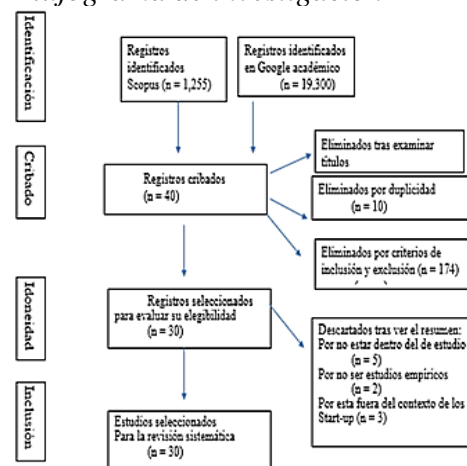 Identificación
Registros
identificados
Scopus (n = 1,255)
Registros identificados
en Google académico
(n = 19,300)
Cribado
Registros cribados
(n = 40)
Eliminados tras examinar
títulos
Eliminados por duplicidad
(n = 10)
Eliminados por criterios de
inclusión y exclusión (n = 174)
Idoneidad
Registros seleccionados
para evaluar su elegibilidad
(n = 30)
Descartados tras ver el resumen:
Por no estar dentro del de estudio
(n = 5)
Por no ser estudios empíricos
(n = 2)
Por esta fuera del contexto de los
Start-up (n = 3)
Inclusión
Estudios seleccionados
Para la revisión sistemática
(n = 30)